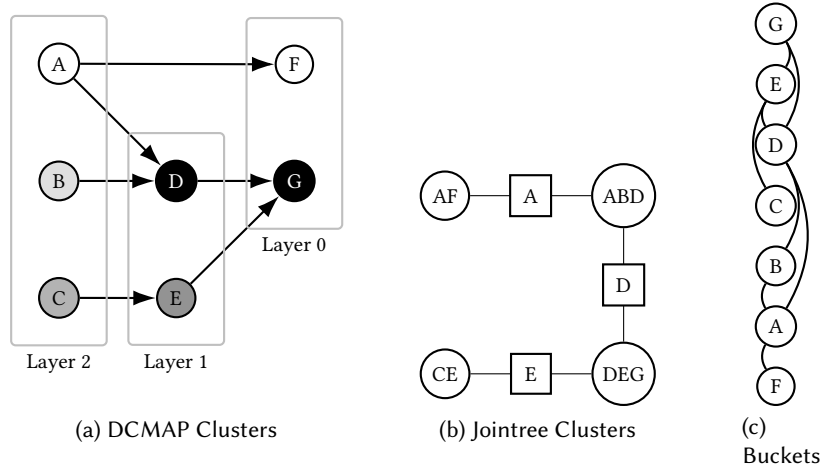 A
F
B
D
G
C
E
Layer 0
Layer 2
Layer 1
(a) DCMAP Clusters
AF
A
ABD
D
CE
E
DEG
(b) Jointree Clusters
G
E
D
C
B
A
F
(c)
Buckets